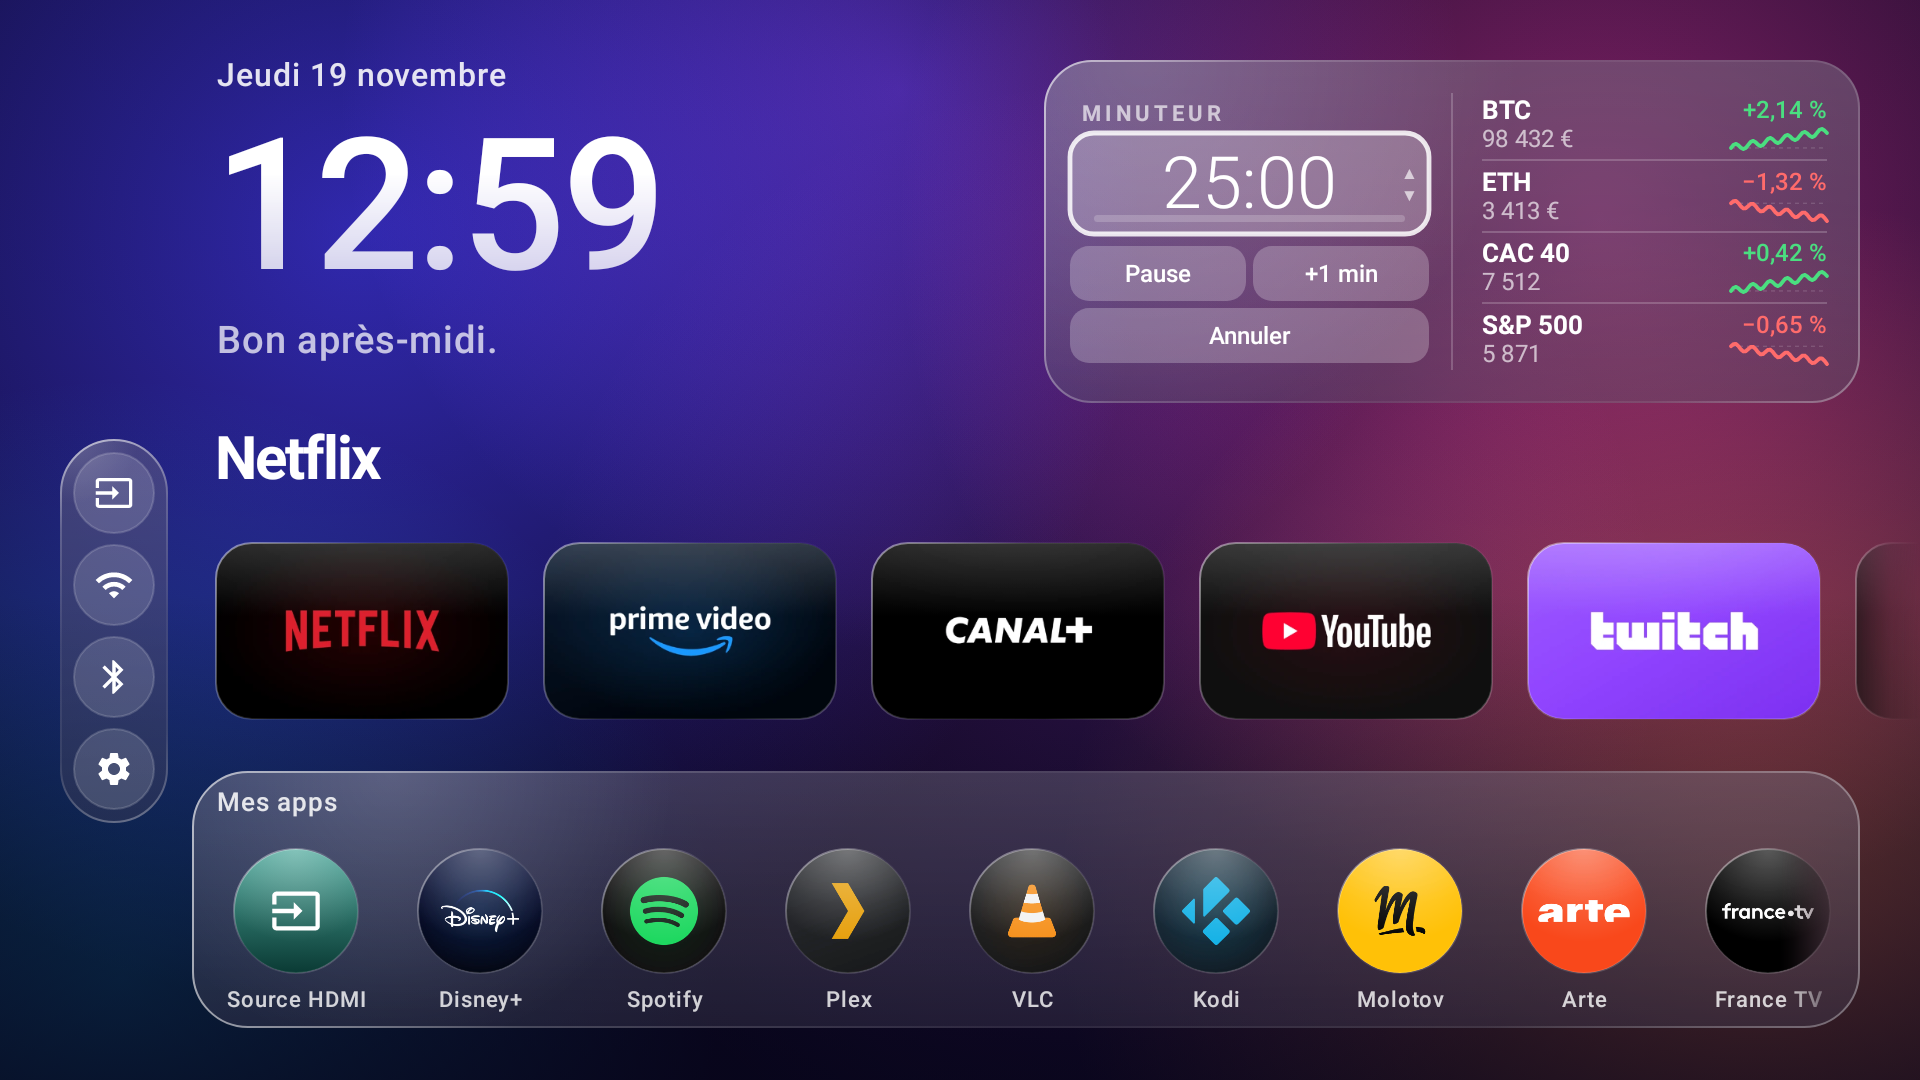 Jeudi 19 novembre
12:59
Bon après-midi.
MINUTEUR
25:00
Pause
+1 min
Annuler
BTC
+2,14 %
98 432 €
ETH
−1,32 %
3 413 €
CAC 40
+0,42 %
7 512
S&P 500
−0,65 %
5 871
Netflix
NETFLIX
prime video
CANAL+
YouTube
twitch
Mes apps
Disney+
m.
arte
france•tv
Source HDMI
Disney+
Spotify
Plex
VLC
Kodi
Molotov
Arte
France TV